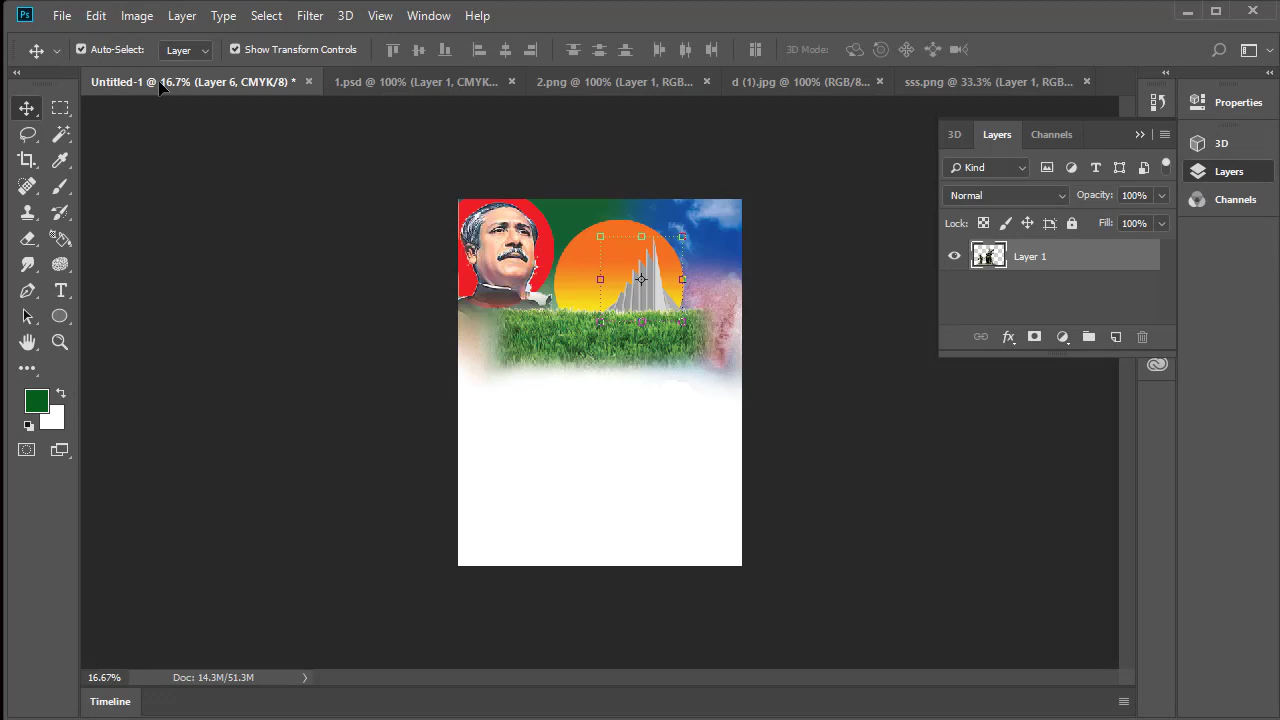 Ps File Edit Image Layer Type Select Filter 3D View Window Help
Auto-Select: Layer Show Transform Controls 3D Mode:
Untitled-1 @ 16.7% (Layer 6, CMYK/8) * 1.psd @ 100% (Layer 1, CMYK... 2.png @ 100% (Layer 1, RGB... d (1).jpg @ 100% (RGB/8... sss.png @ 33.3% (Layer 1, RGB...
Properties
3D Layers Channels
3D
Kind
Layers
Normal Opacity: 100%
Channels
Lock: Fill: 100%
Layer 1
16.67% Doc: 14.3M/51.3M
Timeline